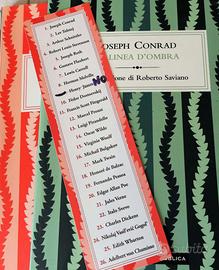 JOSEPH CONRAD
LINEA D'OMBRA
ione di Roberto Saviano
1. Joseph Conrad
2. Lev Tolstoj
3. Arthur Schnitzler
4. Robert Louis Stevenson
5. Joseph Roth
6. Gustave Flaubert
7. Lewis Carroll
8. Herman Melville
9. Henry James
NO
10. Fëdor Dostoevskij
11. Francis Scott Fitzgerald
12. Marcel Proust
13. Luigi Pirandello
14. Oscar Wilde
15. Virginia Woolf
16. Michail Bulgakov
17. Mark Twain
18. Honoré de Balzac
19. Fernando Pessoa
20. Edgar Allan Poe
21. Jules Verne
22. Italo Svevo
23. Charles Dickens
24. Nikolaj Vasil'evič Gogol'
25. Edith Wharton
26. Adelbert von Chamisso